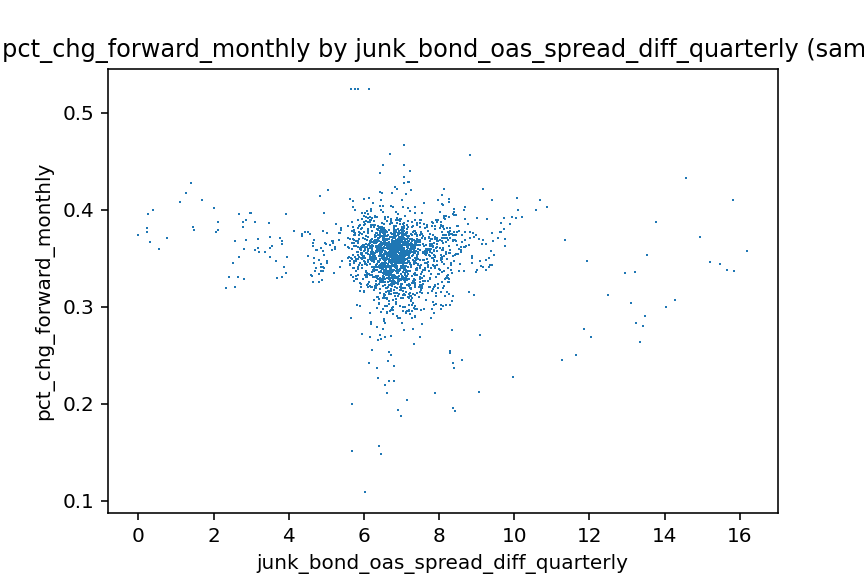 pct_chg_forward_monthly by junk_bond_oas_spread_diff_quarterly (sam
0.5
0.4
0.3
0.2
0.1
pct_chg_forward_monthly
0 2 4 6 8 10 12 14 16
junk_bond_oas_spread_diff_quarterly